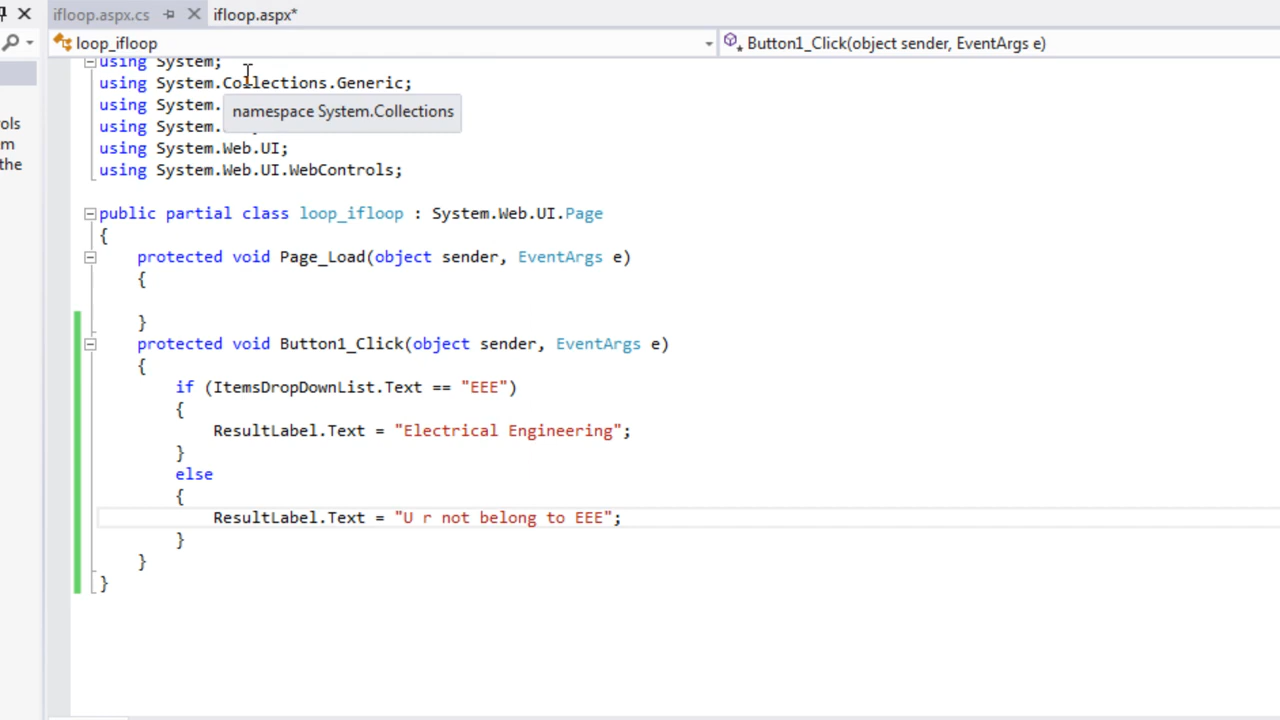 ifloop.aspx.cs
ifloop.aspx*
loop_ifloop
Button1_Click(object sender, EventArgs e)
using System;
using System.Collections.Generic;
using System.
namespace System.Collections
using System.
using System.Web.UI;
using System.Web.UI.WebControls;
ols
m
the
public partial class loop_ifloop : System.Web.UI.Page
{
protected void Page_Load(object sender, EventArgs e)
{
}
protected void Button1_Click(object sender, EventArgs e)
{
if (ItemsDropDownList.Text == "EEE")
{
ResultLabel.Text = "Electrical Engineering";
}
else
{
ResultLabel.Text = "U r not belong to EEE";
}
}
}